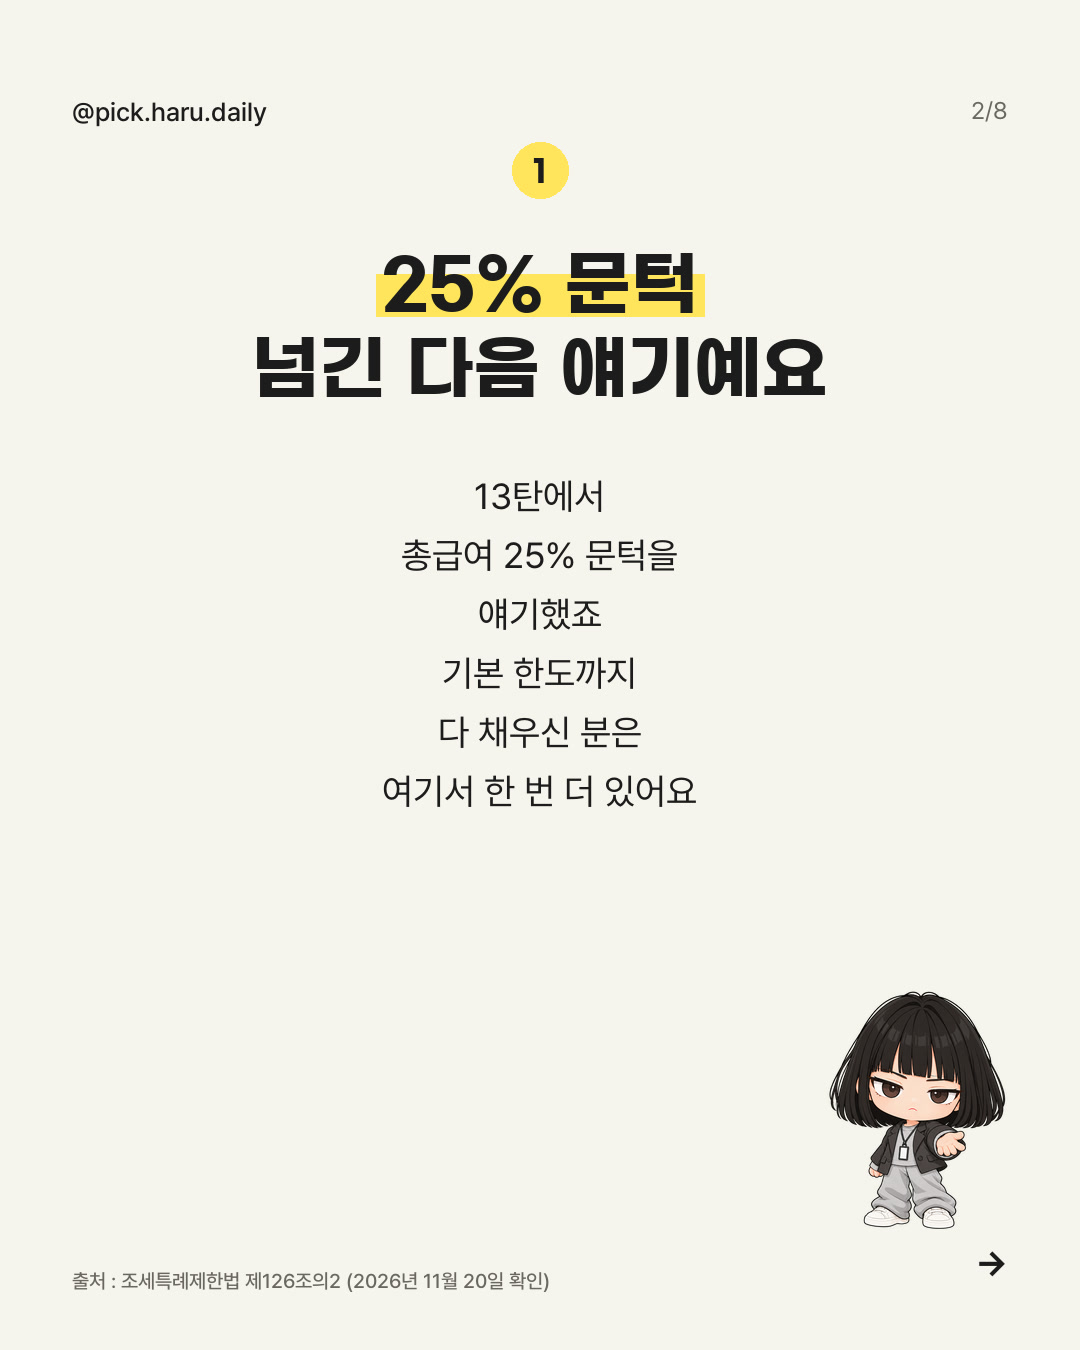 @pick.haru.daily
2/8
1
25% 문턱
넘긴 다음 얘기예요
13탄에서
총급여 25% 문턱을
얘기했죠
기본 한도까지
다 채우신 분은
여기서 한 번 더 있어요
출처 : 조세특례제한법 제126조의2 (2026년 11월 20일 확인)
→